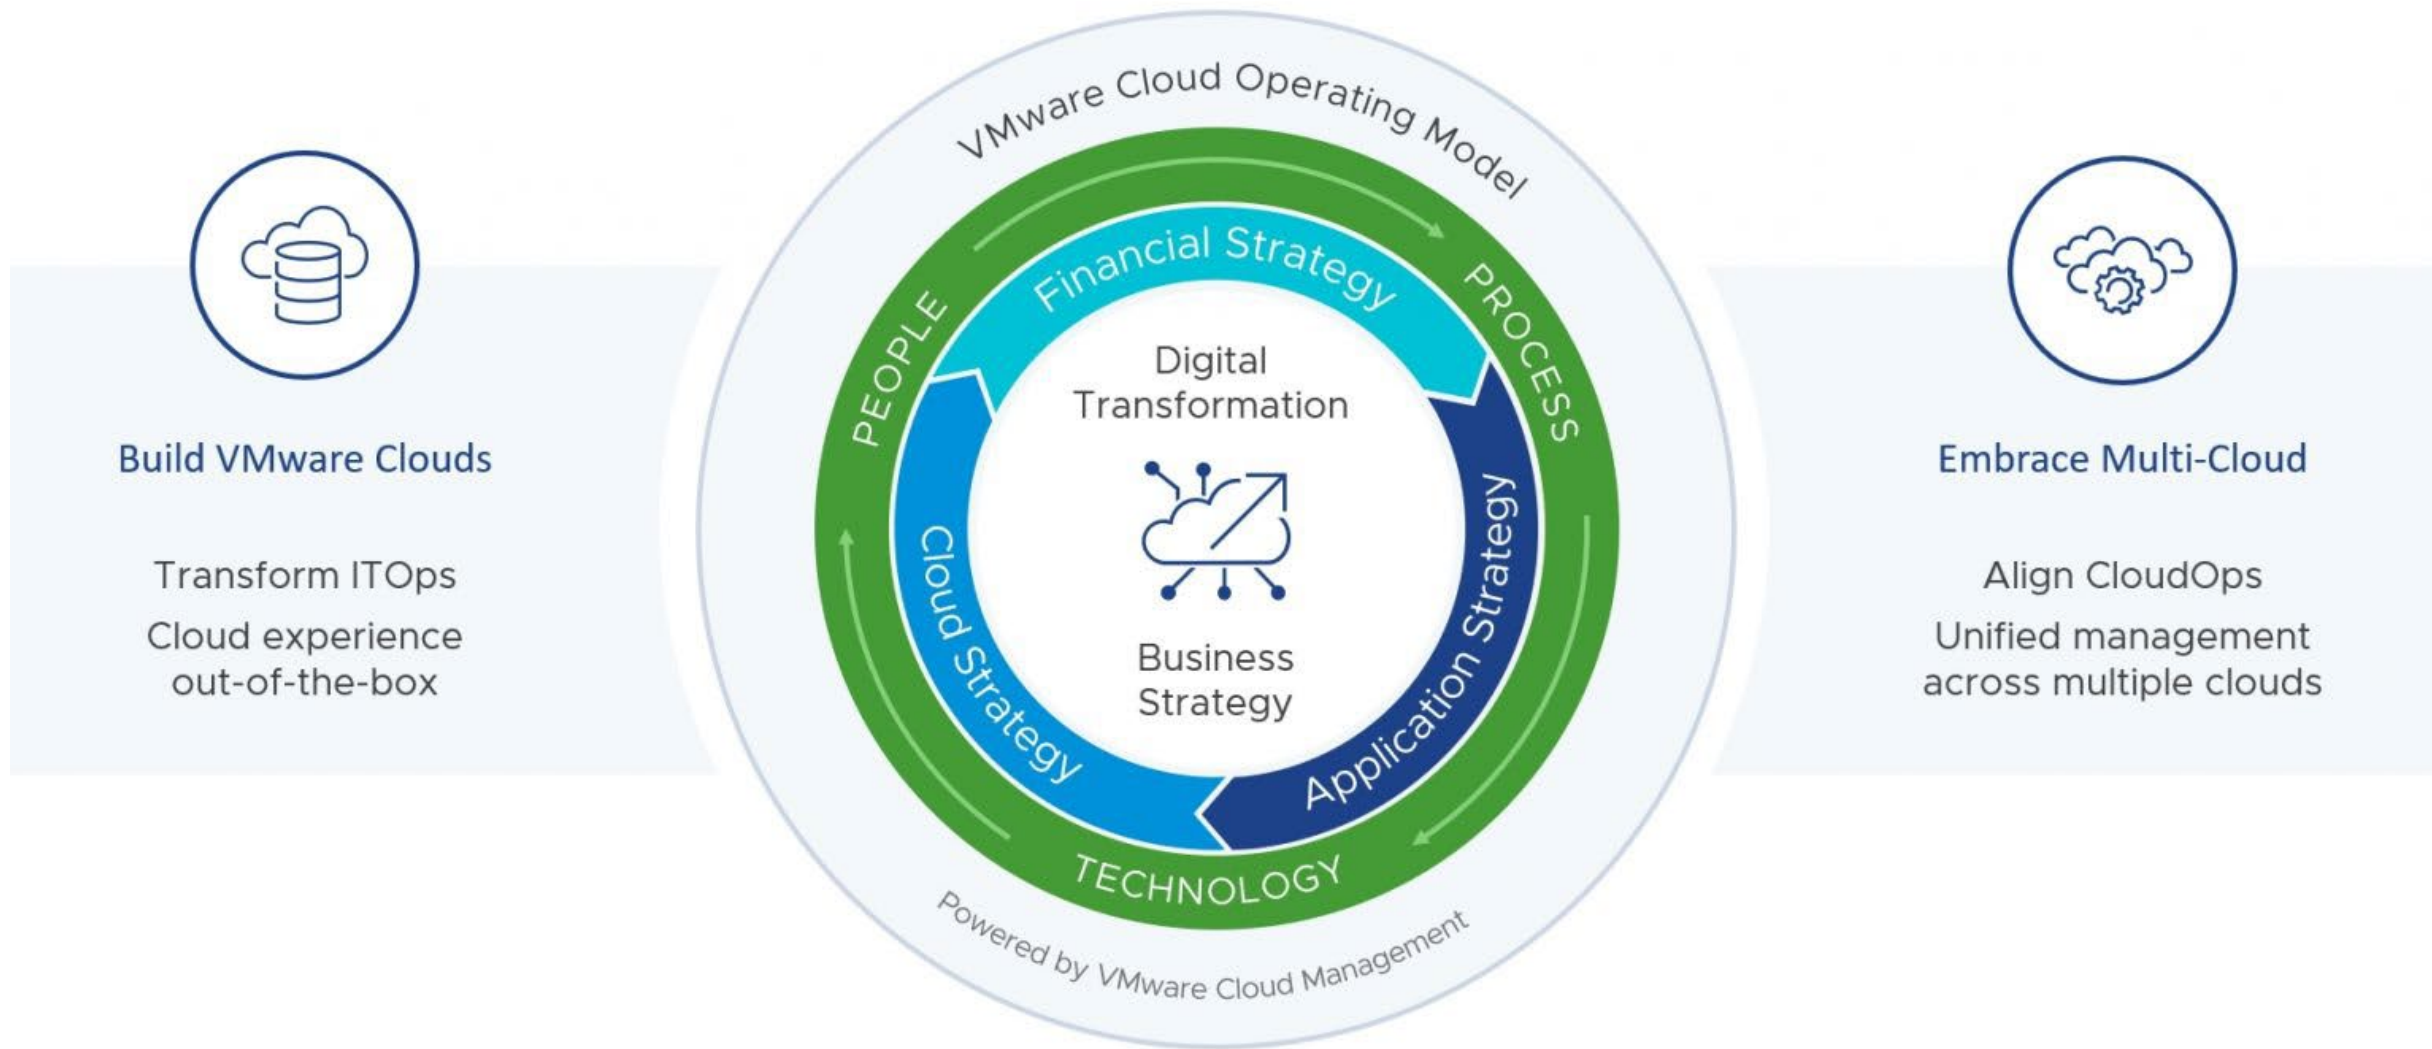 VMware Cloud Operating Model
PEOPLE
PROCESS
TECHNOLOGY
Financial Strategy
Application Strategy
Cloud Strategy
Digital
Transformation
Business
Strategy
Powered by VMware Cloud Management
Build VMware Clouds
Transform ITOps
Cloud experience
out-of-the-box
Embrace Multi-Cloud
Align CloudOps
Unified management
across multiple clouds